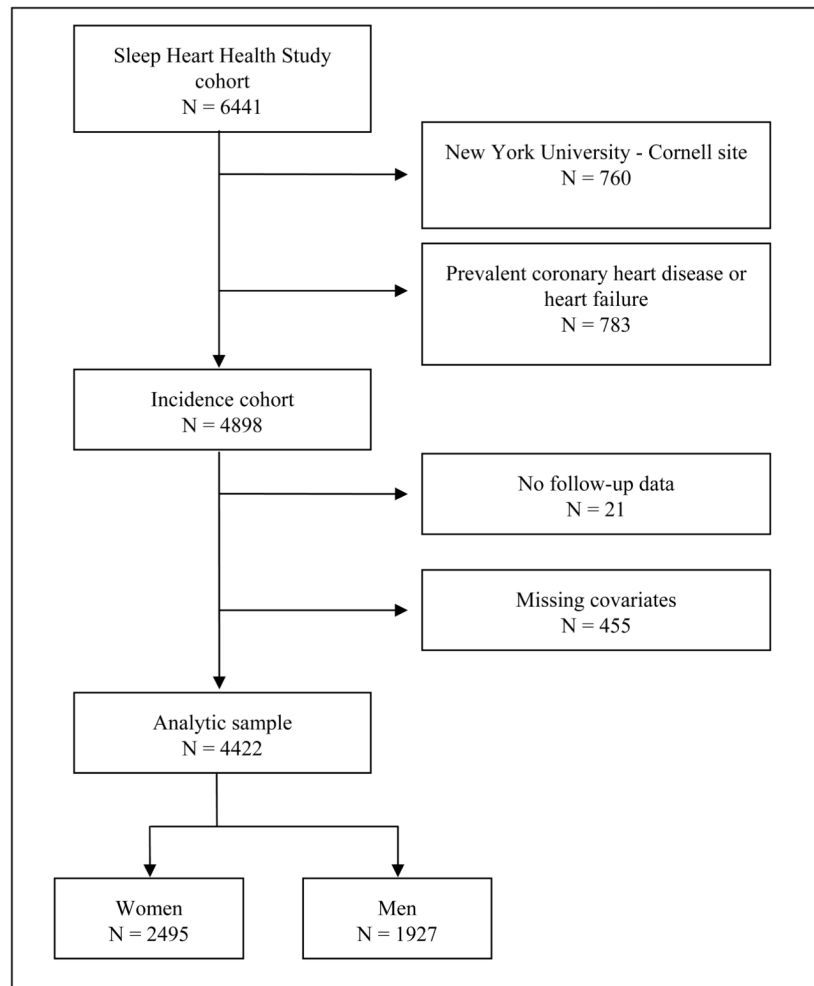 Sleep Heart Health Study
cohort
N = 6441
New York University - Cornell site
N = 760
Prevalent coronary heart disease or
heart failure
N = 783
Incidence cohort
N = 4898
No follow-up data
N = 21
Missing covariates
N = 455
Analytic sample
N = 4422
Women
N = 2495
Men
N = 1927